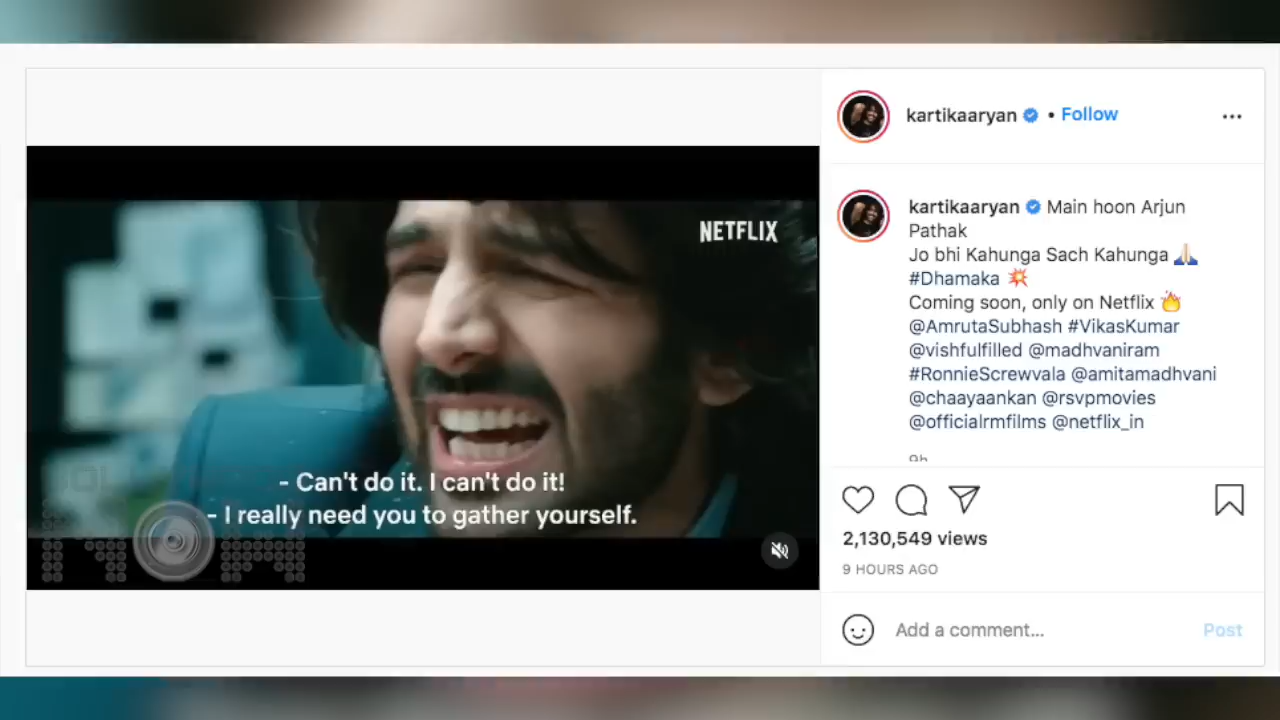 kartikaaryan • Follow
kartikaaryan Main hoon Arjun
Pathak
Jo bhi Kahunga Sach Kahunga 🙏🏻
#Dhamaka 💥
Coming soon, only on Netflix 🔥
@AmrutaSubhash #VikasKumar
@vishfulfilled @madhvaniram
#RonnieScrewvala @amitamadhvani
@chaayaankan @rsvpmovies
@officialrmfilms @netflix_in
9h
NETFLIX
- Can't do it. I can't do it!
- I really need you to gather yourself.
NOW
2,130,549 views
9 HOURS AGO
Add a comment...
Post